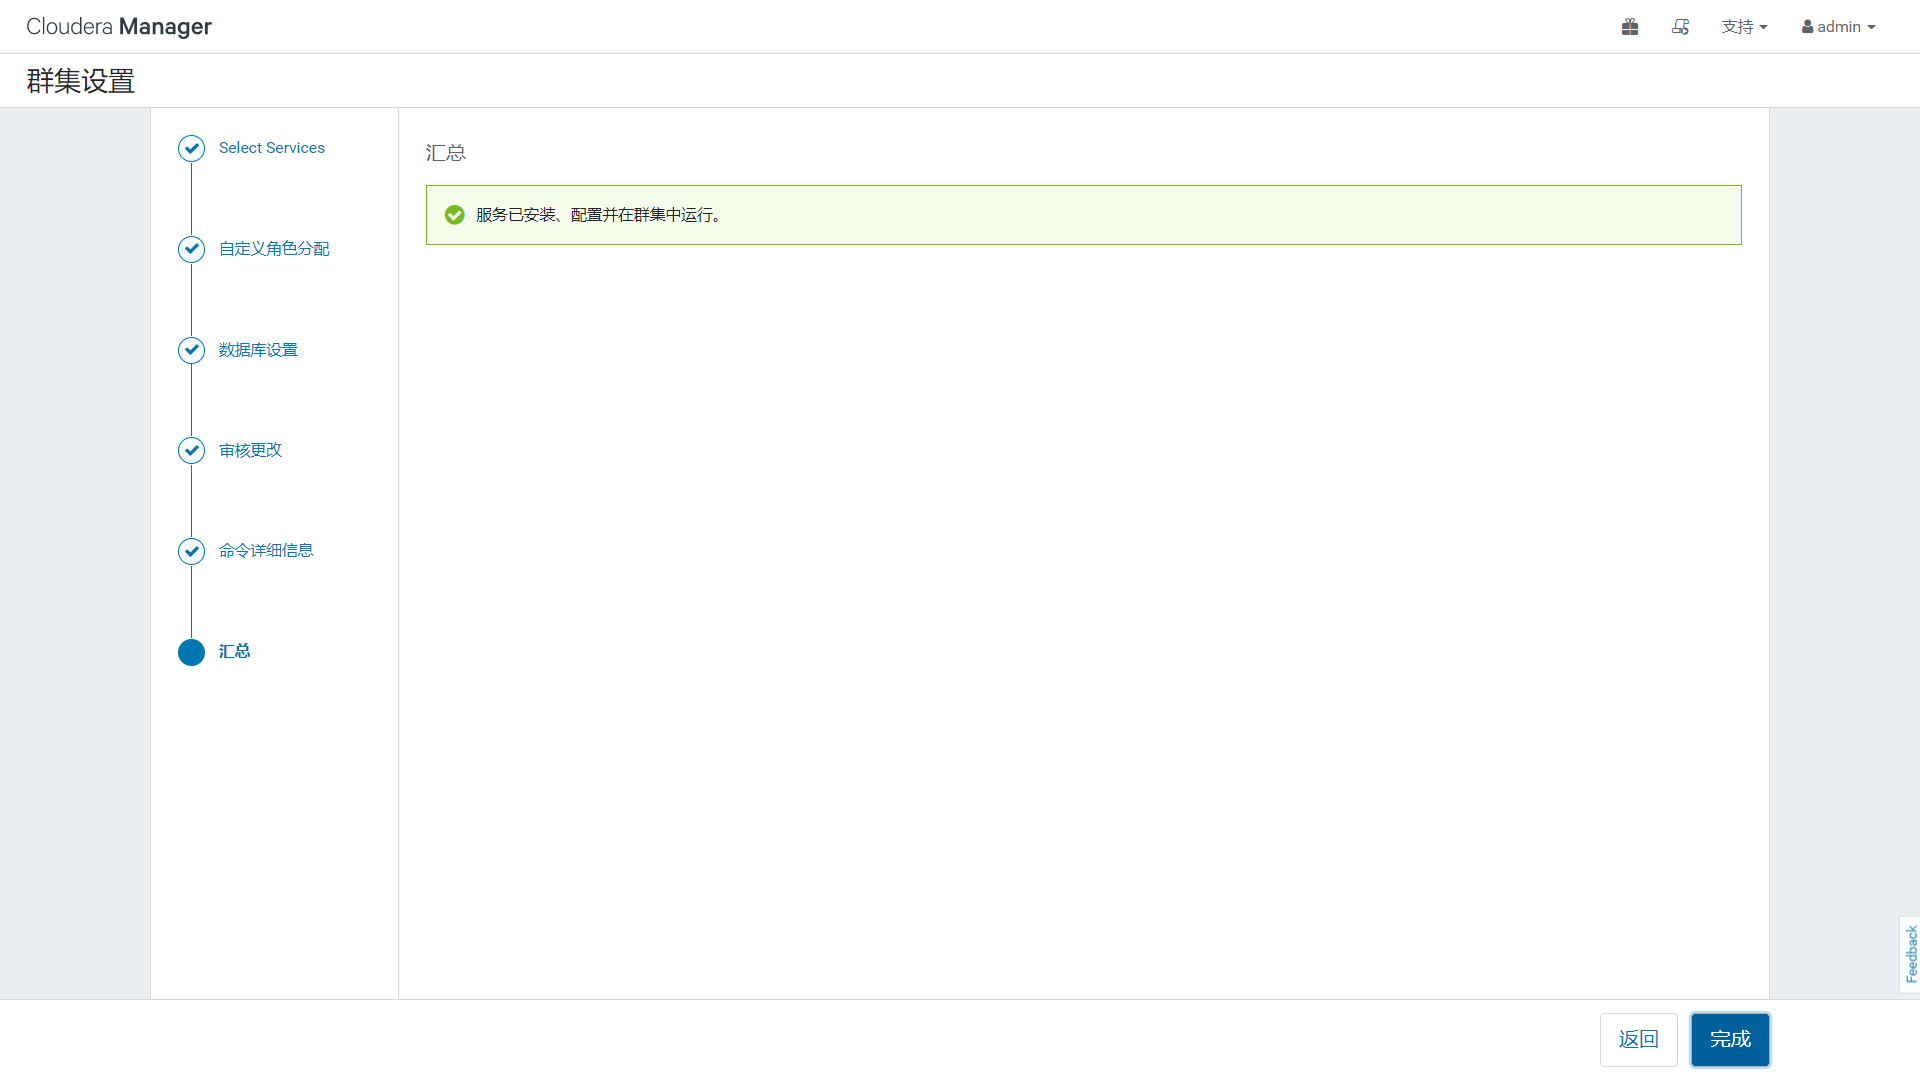 Cloudera Manager
支持
admin
群集设置
Select Services
自定义角色分配
数据库设置
审核更改
命令详细信息
汇总
汇总
服务已安装、配置并在群集中运行。
Feedback
返回
完成